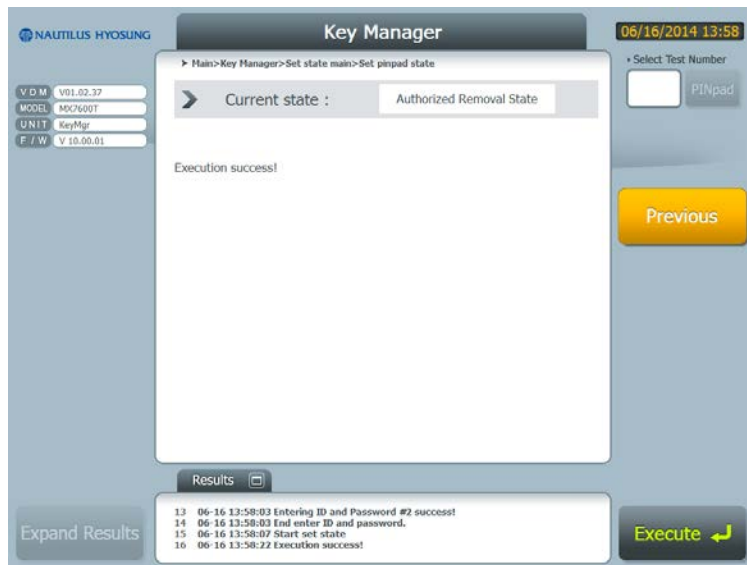 NAUTILUS HYOSUNG
Key Manager
06/16/2014 13:58
Main>Key Manager>Set state main>Set pinpad state
Select Test Number
VDM V01.02.37
MODEL MX7600T
UNIT KeyMgr
F/W V 10.00.01
Current state : Authorized Removal State
PINpad
Execution success!
Previous
Results
13 06-16 13:58:03 Entering ID and Password #2 success!
14 06-16 13:58:03 End enter ID and password.
15 06-16 13:58:07 Start set state
16 06-16 13:58:22 Execution success!
Expand Results
Execute